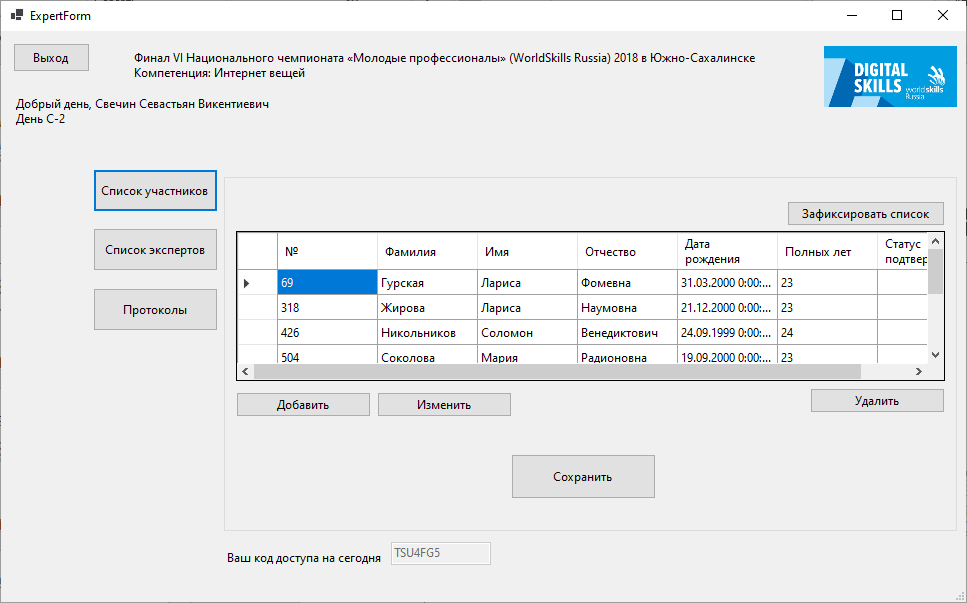 ExpertForm
Выход
Финал VI Национального чемпионата «Молодые профессионалы» (WorldSkills Russia) 2018 в Южно-Сахалинске
Компетенция: Интернет вещей
DIGITAL
SKILLS
worldskills
Russia
Добрый день, Свечин Севастьян Викентиевич
День C-2
Список участников
Список экспертов
Протоколы
Зафиксировать список
№ Фамилия Имя Отчество Дата рождения Полных лет Статус подтвер
69 Гурская Лариса Фомевна 31.03.2000 0:00:... 23
318 Жирова Лариса Наумовна 21.12.2000 0:00:... 23
426 Никольников Соломон Венедиктович 24.09.1999 0:00:... 24
504 Соколова Мария Радионовна 19.09.2000 0:00:... 23
Добавить Изменить Удалить
Сохранить
Ваш код доступа на сегодня TSU4FG5